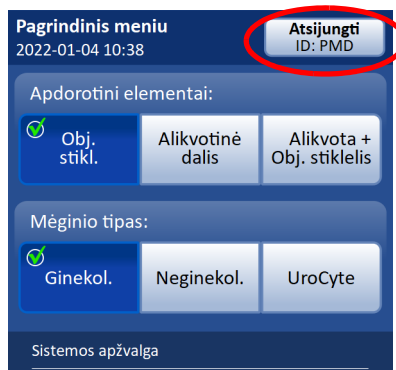 Pagrindinis meniu
2022-01-04 10:38
Atsijungti
ID: PMD
Apdorotini elementai:
Obj.
stikl.
Alikvotinė
dalis
Alikvota +
Obj. stiklelis
Mėginio tipas:
Ginekol.
Neginekol.
UroCyte
Sistemos apžvalga